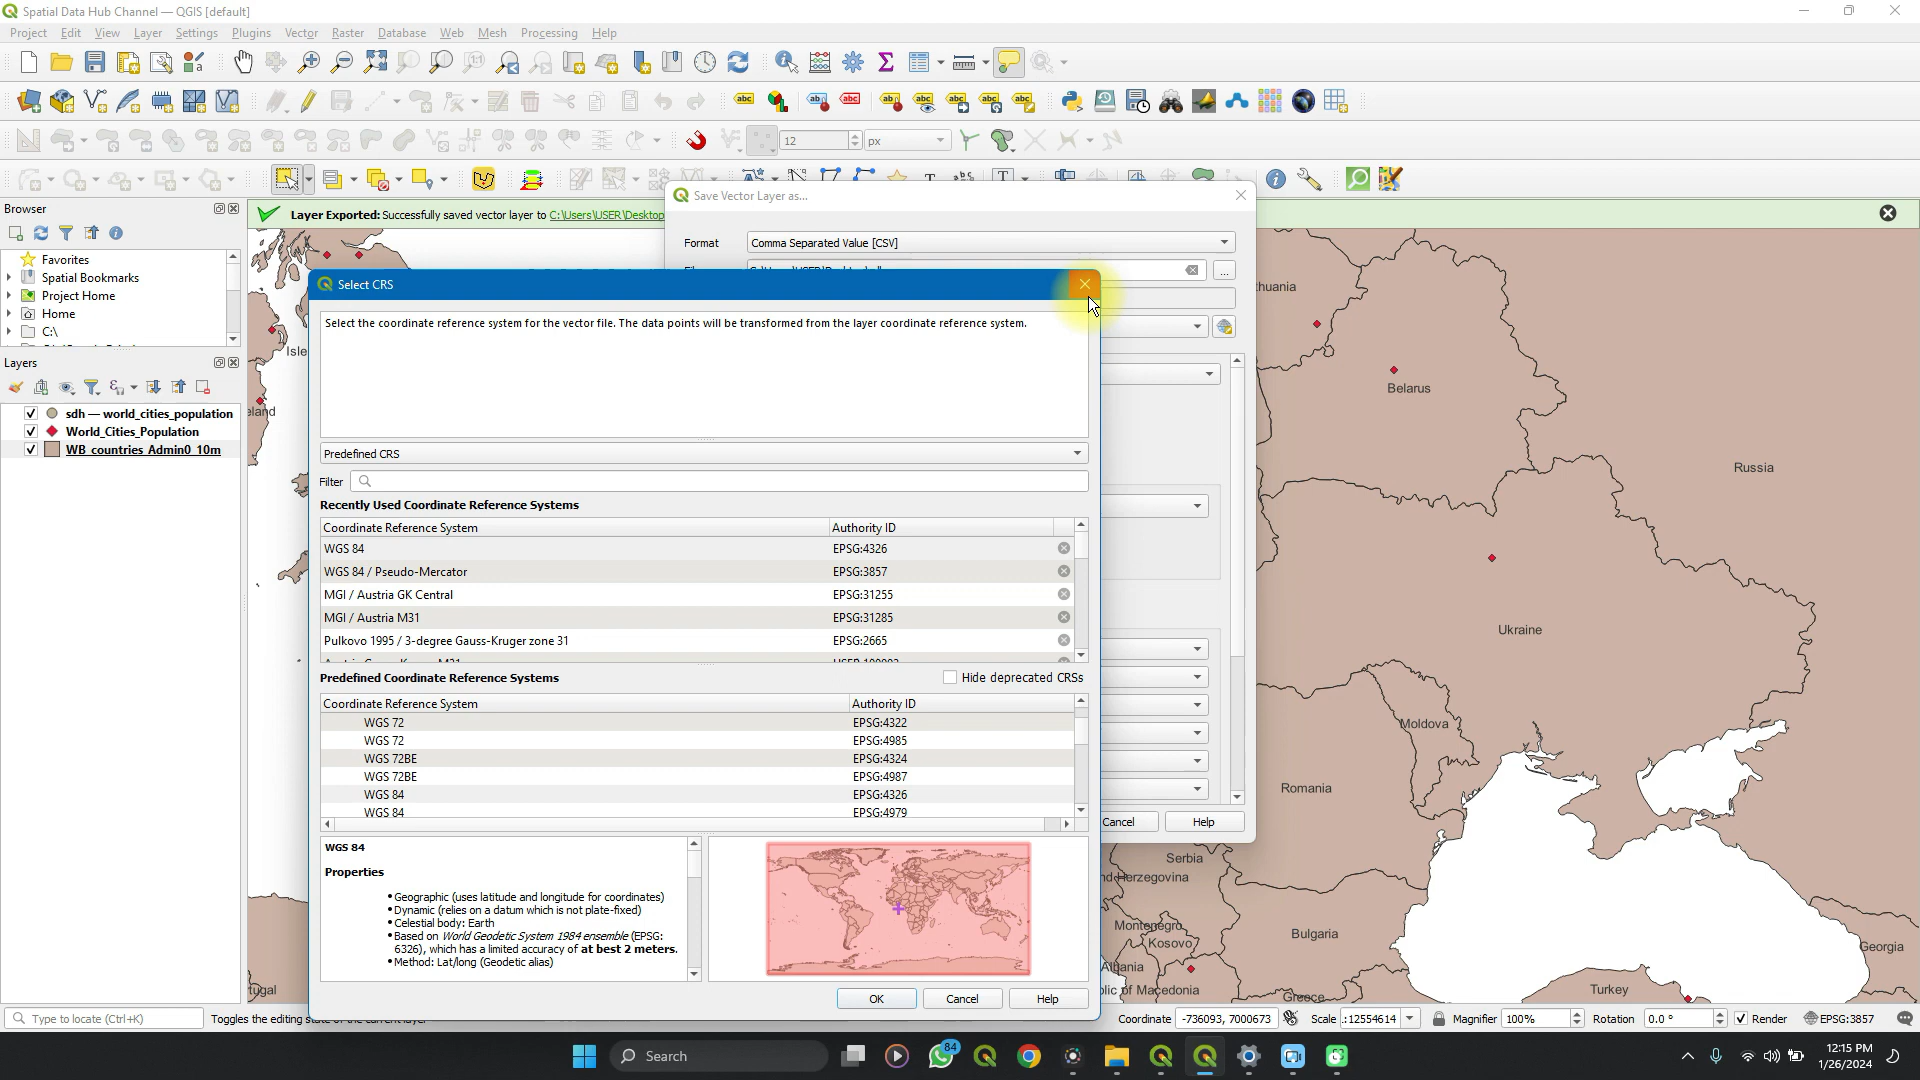 Spatial Data Hub Channel — QGIS [default]
Project Edit View Layer Settings Plugins Vector Raster Database Web Mesh Processing Help
12 px
Browser
Favorites
Spatial Bookmarks
Project Home
Home
C:\
Layers
sdh — world_cities_population
World_Cities_Population
WB_countries_Admin0_10m
Layer Exported: Successfully saved vector layer to C:\Users\USER\Desktop
Save Vector Layer as...
Format Comma Separated Value [CSV]
Select CRS
Select the coordinate reference system for the vector file. The data points will be transformed from the layer coordinate reference system.
Predefined CRS
Filter
Recently Used Coordinate Reference Systems
Coordinate Reference System Authority ID
WGS 84 EPSG:4326
WGS 84 / Pseudo-Mercator EPSG:3857
MGI / Austria GK Central EPSG:31255
MGI / Austria M31 EPSG:31285
Pulkovo 1995 / 3-degree Gauss-Kruger zone 31 EPSG:2665
Predefined Coordinate Reference Systems Hide deprecated CRSs
Coordinate Reference System Authority ID
WGS 72 EPSG:4322
WGS 72 EPSG:4985
WGS 72BE EPSG:4324
WGS 72BE EPSG:4987
WGS 84 EPSG:4326
WGS 84 EPSG:4979
WGS 84
Properties
• Geographic (uses latitude and longitude for coordinates)
• Dynamic (relies on a datum which is not plate-fixed)
• Celestial body: Earth
• Based on World Geodetic System 1984 ensemble (EPSG:
6326), which has a limited accuracy of at best 2 meters.
• Method: Lat/long (Geodetic alias)
OK Cancel Help
Cancel Help
huania
Belarus
Russia
Ukraine
Moldova
Romania
Serbia
nd Herzegovina
Montenegro
Kosovo
Bulgaria
Albania
blic of Macedonia
Greece
Turkey
Georgia
Isle
eland
tugal
Type to locate (Ctrl+K) Toggles the editing state of the current layer
Coordinate -736093, 7000673 Scale :12554614 Magnifier 100% Rotation 0.0 ° Render EPSG:3857
Search
84
12:15 PM
1/26/2024